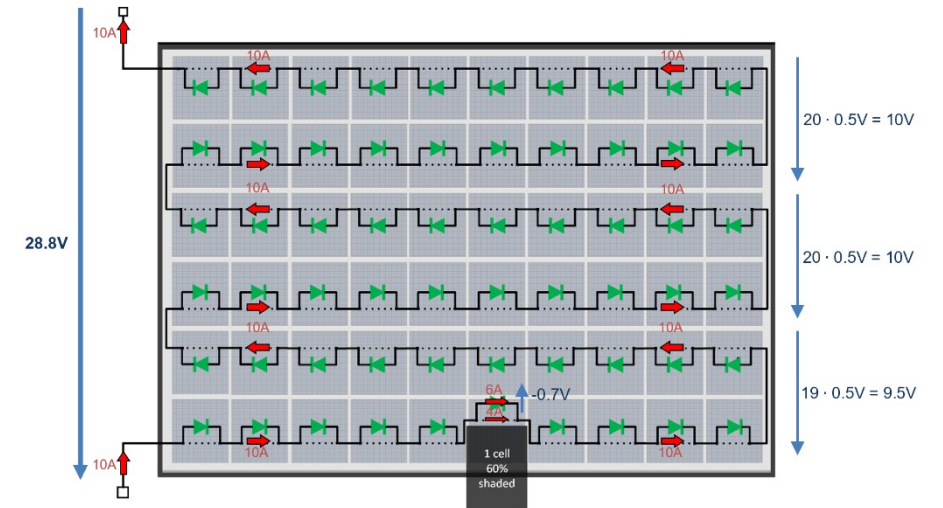 10A
10A
10A
20 · 0.5V = 10V
10A
10A
28.8V
20 · 0.5V = 10V
10A
10A
6A
-0.7V
19 · 0.5V = 9.5V
4A
10A
10A
10A
1 cell
60%
shaded